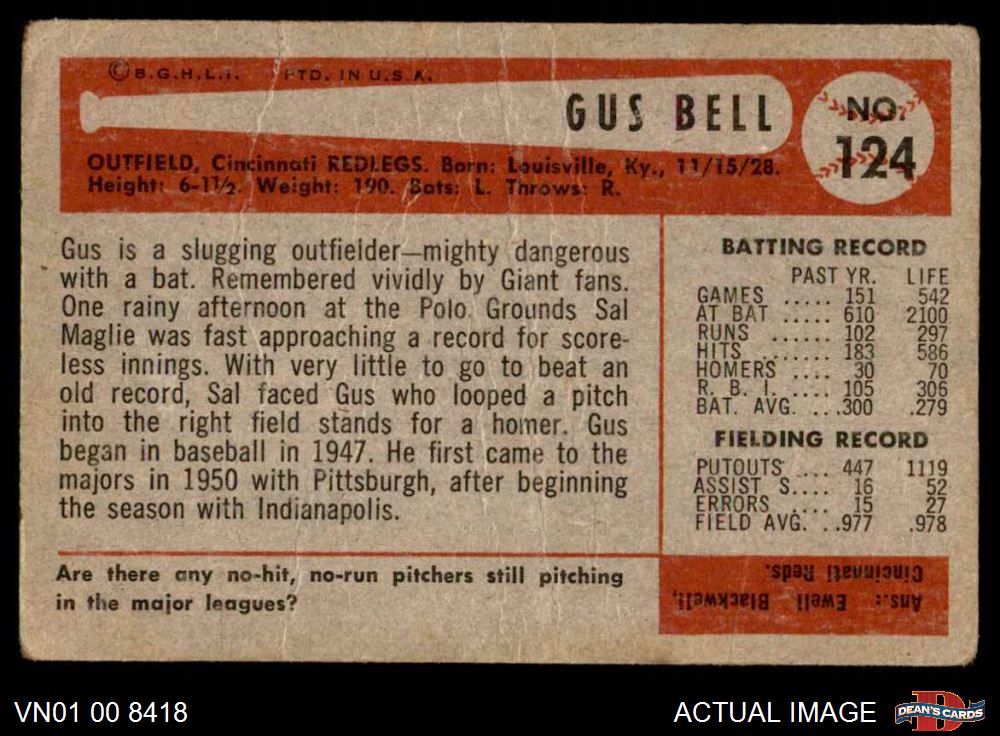 ©B.G.H.L.I. PTD. IN U.S.A.
GUS BELL
NO.
124
OUTFIELD, Cincinnati REDLEGS. Born: Louisville, Ky., 11/15/28.
Height: 6-1½. Weight: 190. Bats: L. Throws: R.
Gus is a slugging outfielder—mighty dangerous
with a bat. Remembered vividly by Giant fans.
One rainy afternoon at the Polo Grounds Sal
Maglie was fast approaching a record for score-
less innings. With very little to go to beat an
old record, Sal faced Gus who looped a pitch
into the right field stands for a homer. Gus
began in baseball in 1947. He first came to the
majors in 1950 with Pittsburgh, after beginning
the season with Indianapolis.
BATTING RECORD
PAST YR. LIFE
GAMES ..... 151 542
AT BAT ..... 610 2100
RUNS ...... 102 297
HITS ....... 183 586
HOMERS .... 30 70
R. B. I. .... 105 306
BAT. AVG. ...300 .279
FIELDING RECORD
PUTOUTS .... 447 1119
ASSIST S.... 16 52
ERRORS .... 15 27
FIELD AVG. ..977 .978
Are there any no-hit, no-run pitchers still pitching
in the major leagues?
Ans.: Ewell Blackwell,
Cincinnati Reds.
VN01 00 8418
ACTUAL IMAGE
DEAN'S CARDS